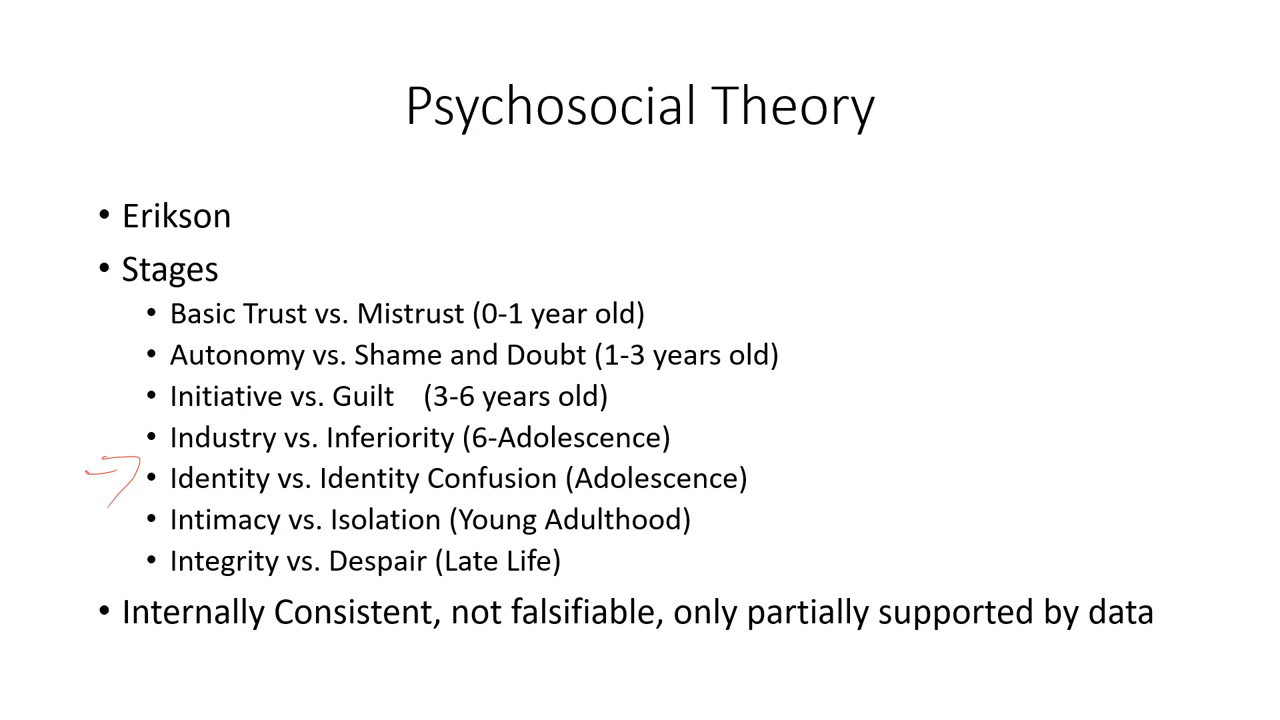 Psychosocial Theory
• Erikson
• Stages
• Basic Trust vs. Mistrust (0-1 year old)
• Autonomy vs. Shame and Doubt (1-3 years old)
• Initiative vs. Guilt (3-6 years old)
• Industry vs. Inferiority (6-Adolescence)
• Identity vs. Identity Confusion (Adolescence)
• Intimacy vs. Isolation (Young Adulthood)
• Integrity vs. Despair (Late Life)
• Internally Consistent, not falsifiable, only partially supported by data